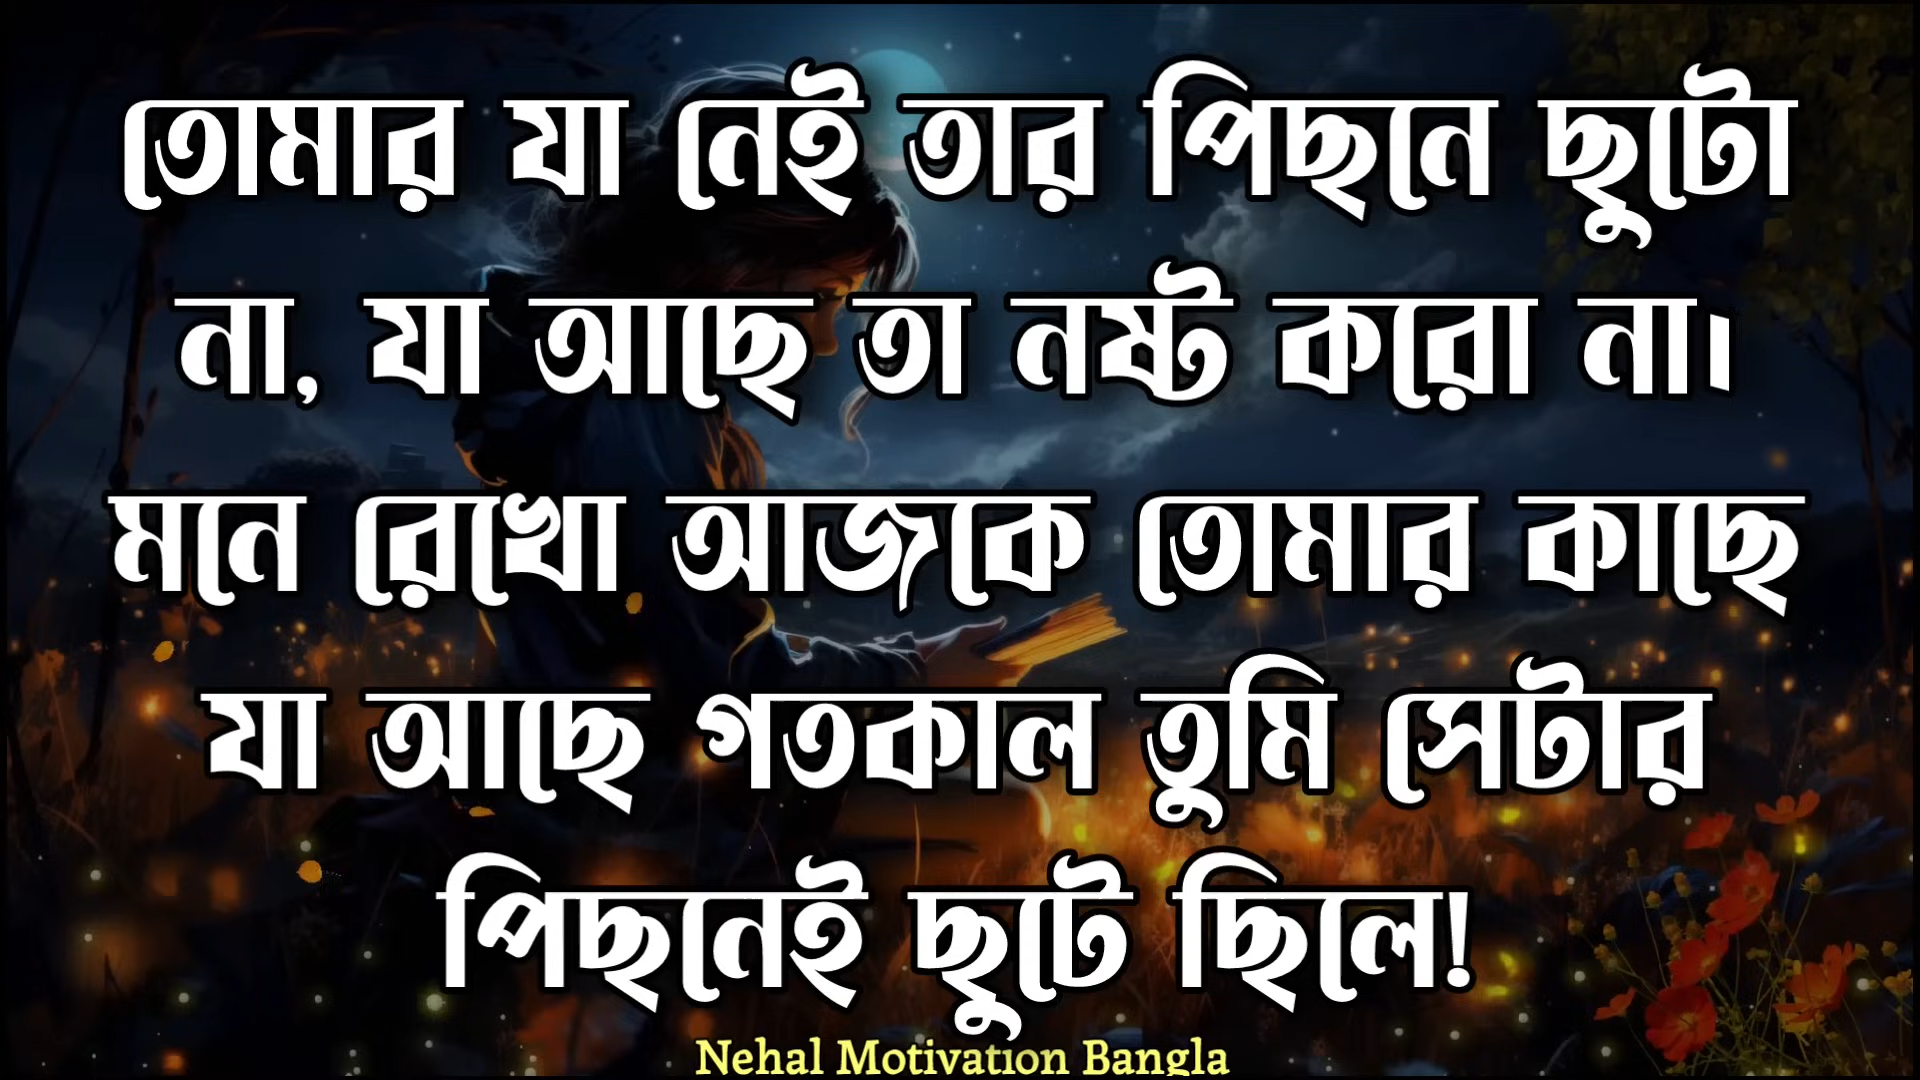 তোমার যা নেই তার পিছনে ছুটো
না, যা আছে তা নষ্ট করো না।
মনে রেখো আজকে তোমার কাছে
যা আছে গতকাল তুমি সেটার
পিছনেই ছুটে ছিলে!
Nehal Motivation Bangla